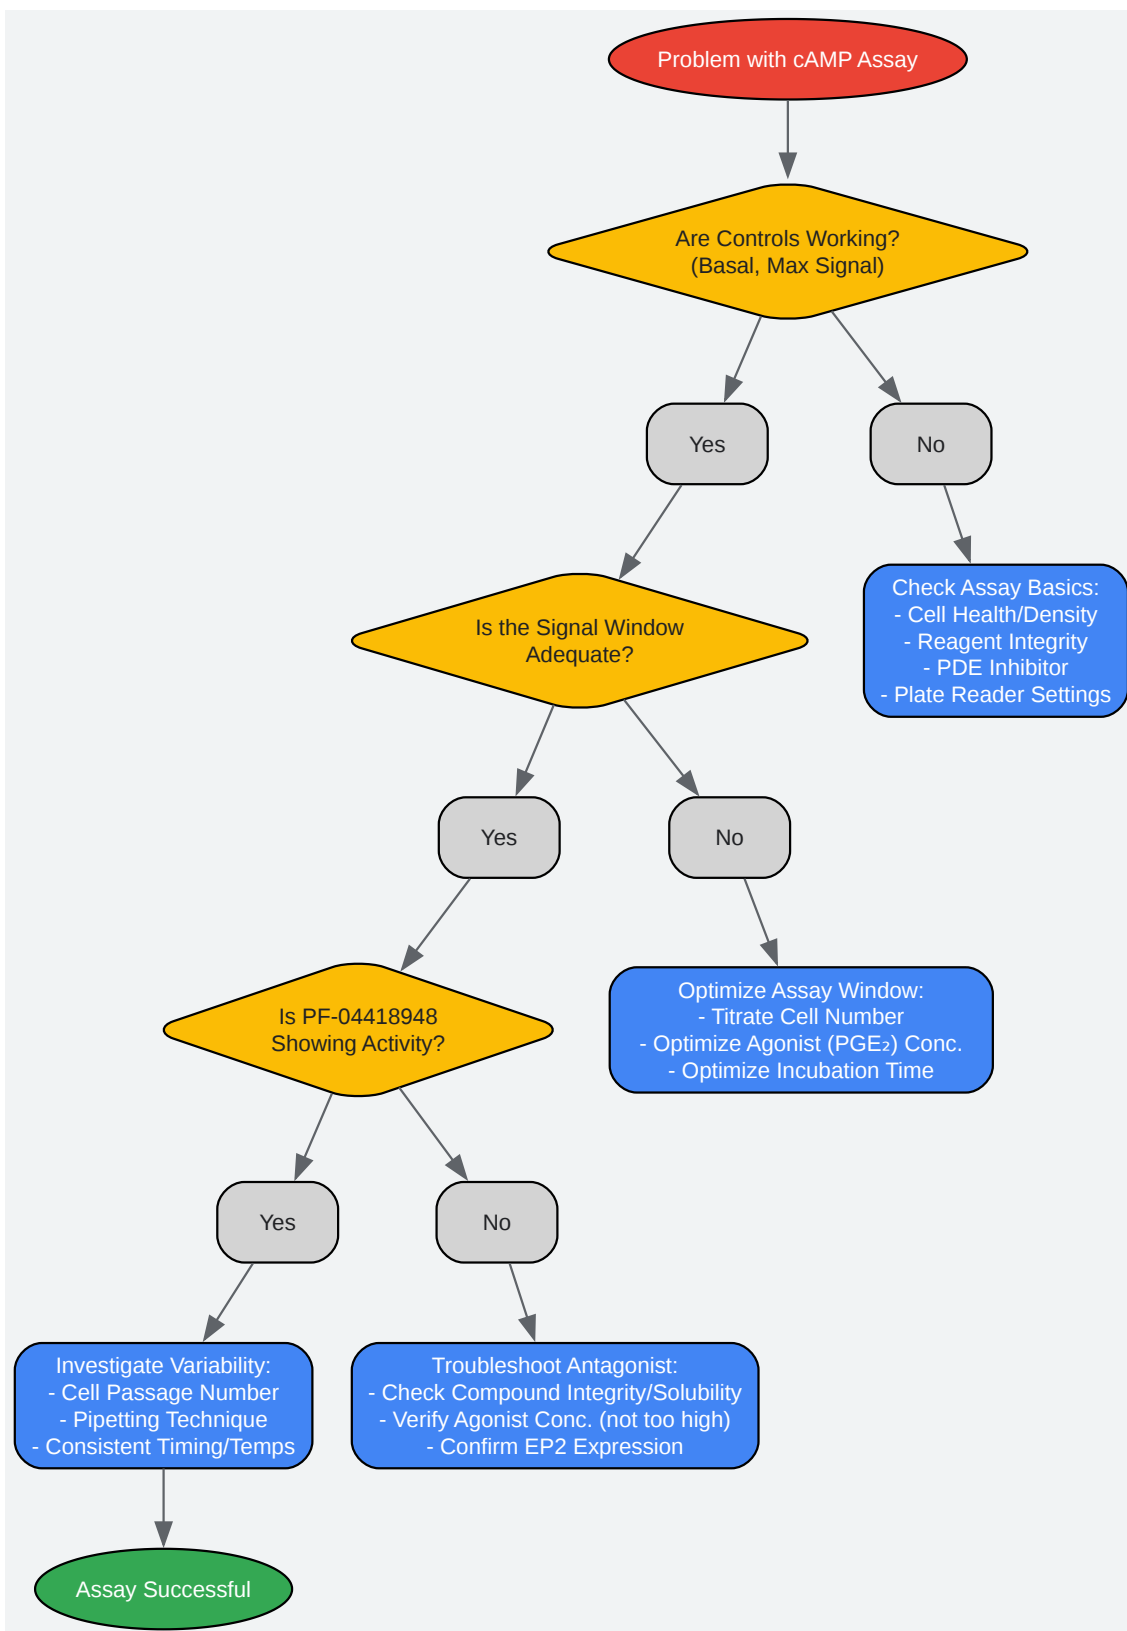 Problem with cAMP Assay
Are Controls Working?
(Basal, Max Signal)
Yes
No
Check Assay Basics:
- Cell Health/Density
- Reagent Integrity
- PDE Inhibitor
- Plate Reader Settings
Is the Signal Window
Adequate?
Yes
No
Optimize Assay Window:
- Titrate Cell Number
- Optimize Agonist (PGE₂) Conc.
- Optimize Incubation Time
Is PF-04418948
Showing Activity?
Yes
No
Investigate Variability:
- Cell Passage Number
- Pipetting Technique
- Consistent Timing/Temps
Troubleshoot Antagonist:
- Check Compound Integrity/Solubility
- Verify Agonist Conc. (not too high)
- Confirm EP2 Expression
Assay Successful